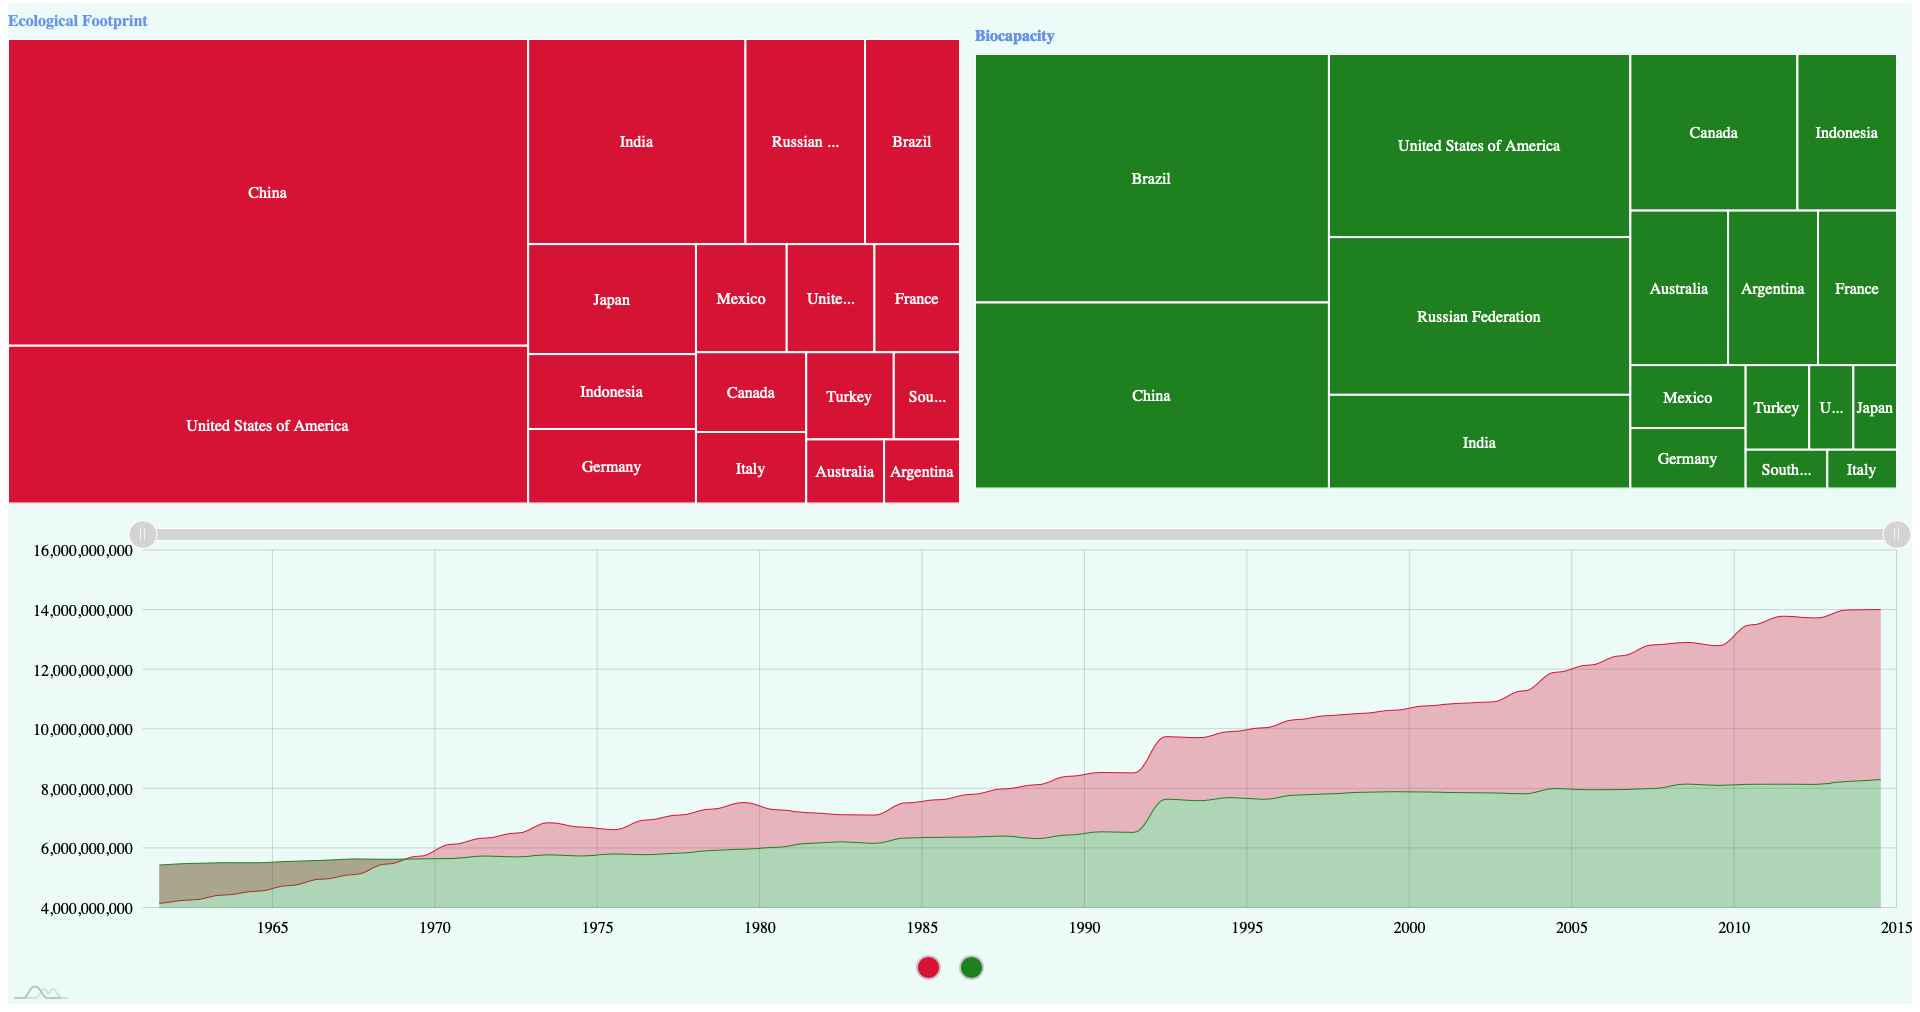 Ecological Footprint
China
United States of America
India
Russian ...
Brazil
Japan
Mexico
Unite...
France
Indonesia
Germany
Canada
Turkey
Sou...
Italy
Australia
Argentina
Biocapacity
Brazil
China
United States of America
Russian Federation
India
Canada
Indonesia
Australia
Argentina
France
Mexico
Germany
Turkey
U...
Japan
South...
Italy
16,000,000,000
14,000,000,000
12,000,000,000
10,000,000,000
8,000,000,000
6,000,000,000
4,000,000,000
1965 1970 1975 1980 1985 1990 1995 2000 2005 2010 2015